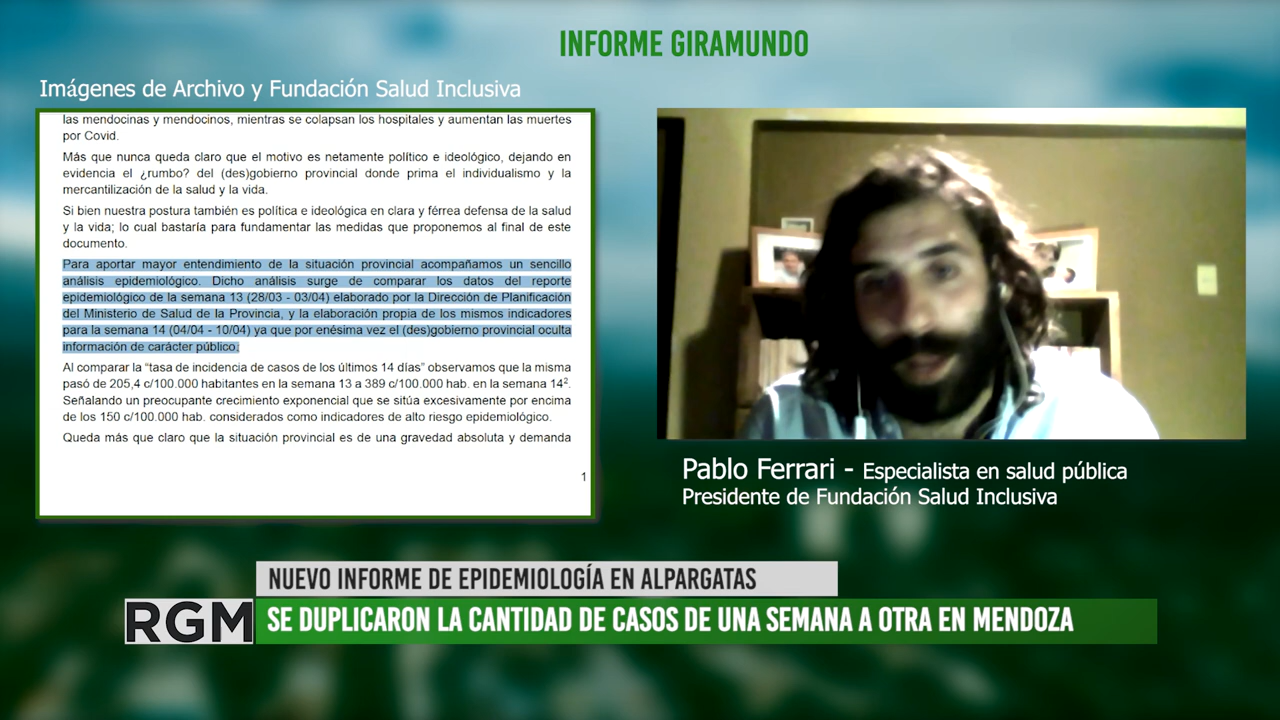 INFORME GIRAMUNDO
Imágenes de Archivo y Fundación Salud Inclusiva
las mendocinas y mendocinos, mientras se colapsan los hospitales y aumentan las muertes
por Covid.
Más que nunca queda claro que el motivo es netamente político e ideológico, dejando en
evidencia el ¿rumbo? del (des)gobierno provincial donde prima el individualismo y la
mercantilización de la salud y la vida.
Si bien nuestra postura también es política e ideológica en clara y férrea defensa de la salud
y la vida; lo cual bastaría para fundamentar las medidas que proponemos al final de este
documento.
Para aportar mayor entendimiento de la situación provincial acompañamos un sencillo
análisis epidemiológico. Dicho análisis surge de comparar los datos del reporte
epidemiológico de la semana 13 (28/03 - 03/04) elaborado por la Dirección de Planificación
del Ministerio de Salud de la Provincia, y la elaboración propia de los mismos indicadores
para la semana 14 (04/04 - 10/04) ya que por enésima vez el (des)gobierno provincial oculta
información de carácter público;
Al comparar la “tasa de incidencia de casos de los últimos 14 días” observamos que la misma
pasó de 205,4 c/100.000 habitantes en la semana 13 a 389 c/100.000 hab. en la semana 14².
Señalando un preocupante crecimiento exponencial que se sitúa excesivamente por encima
de los 150 c/100.000 hab. considerados como indicadores de alto riesgo epidemiológico.
Queda más que claro que la situación provincial es de una gravedad absoluta y demanda
1
Pablo Ferrari - Especialista en salud pública
Presidente de Fundación Salud Inclusiva
NUEVO INFORME DE EPIDEMIOLOGÍA EN ALPARGATAS
RGM SE DUPLICARON LA CANTIDAD DE CASOS DE UNA SEMANA A OTRA EN MENDOZA